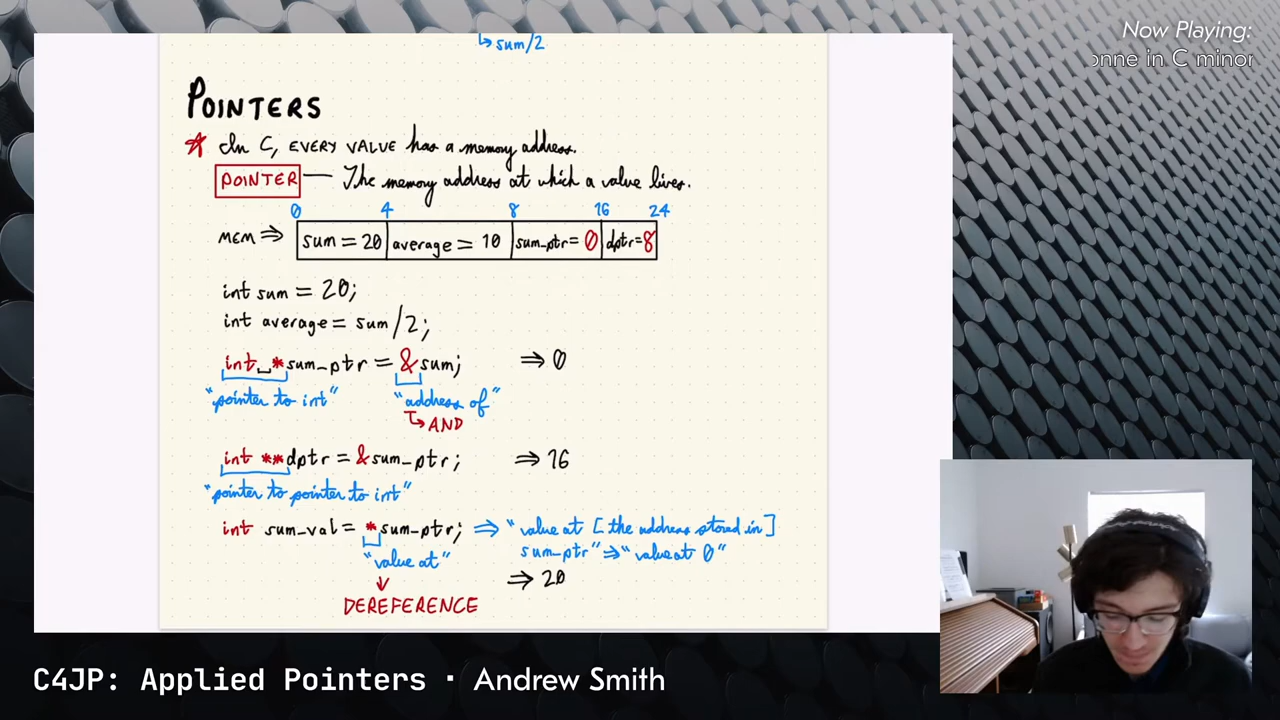 Now Playing:
onne in C minor
↳ sum/2
POINTERS
☆ In C, EVERY VALUE has a memory address.
POINTER — The memory address at which a value lives.
0 4 8 16 24
MEM ⇒ sum = 20 average = 10 sum_ptr= 0 dptr=8
int sum = 20;
int average = sum/2;
int␣*sum_ptr = &sum; ⇒ 0
"pointer to int" "address of"
↳ AND
int **dptr = &sum_ptr; ⇒ 16
"pointer to pointer to int"
int sum_val = *sum_ptr; ⇒ "value at [the address stored in]
"value at" sum_ptr" ⇒ "value at 0"
⇒ 20
DEREFERENCE
C4JP: Applied Pointers · Andrew Smith